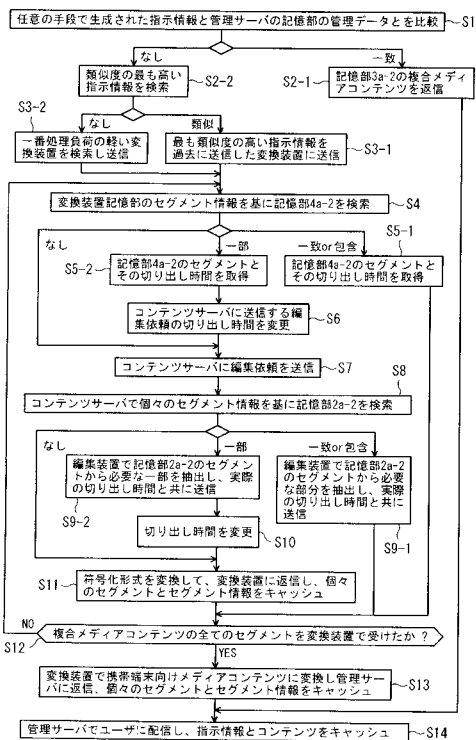 任意の手段で生成された指示情報と管理サーバの記憶部の管理データとを比較
S1
なし
一致
類似度の最も高い
指示情報を検索
S2-2
S2-1
記憶部3a-2の複合メディ
アコンテンツを返信
S3-2
なし
類似
一番処理負荷の軽い変
換装置を検索し送信
最も類似度の高い指示情報を
過去に送信した変換装置に送信
S3-1
変換装置記憶部のセグメント情報を基に記憶部4a-2を検索
S4
なし
一部
一致or包含
S5-1
S5-2
記憶部4a-2のセグメントと
その切り出し時間を取得
記憶部4a-2のセグメントと
その切り出し時間を取得
コンテンツサーバに送信する編
集依頼の切り出し時間を変更
S6
コンテンツサーバに編集依頼を送信
S7
S8
コンテンツサーバで個々のセグメント情報を基に記憶部2a-2を検索
なし
一部
一致or包含
編集装置で記憶部2a-2のセグメン
トから必要な一部を抽出し、実際
の切り出し時間と共に送信
S9-2
編集装置で記憶部2a-2の
セグメントから必要
な部分を抽出し、実際
の切り出し時間と共に
送信
S9-1
切り出し時間を変更
S10
S11
符号化形式を変換して、変換装置に返信し、個々
のセグメントとセグメント情報をキャッシュ
NO
複合メディアコンテンツの全てのセグメントを変換装置で受けたか?
S12
YES
変換装置で携帯端末向けメディアコンテンツに変換し管理サー
バに返信、個々のセグメントとセグメント情報をキャッシュ
S13
管理サーバでユーザに配信し、指示情報とコンテンツをキャッシュ
S14